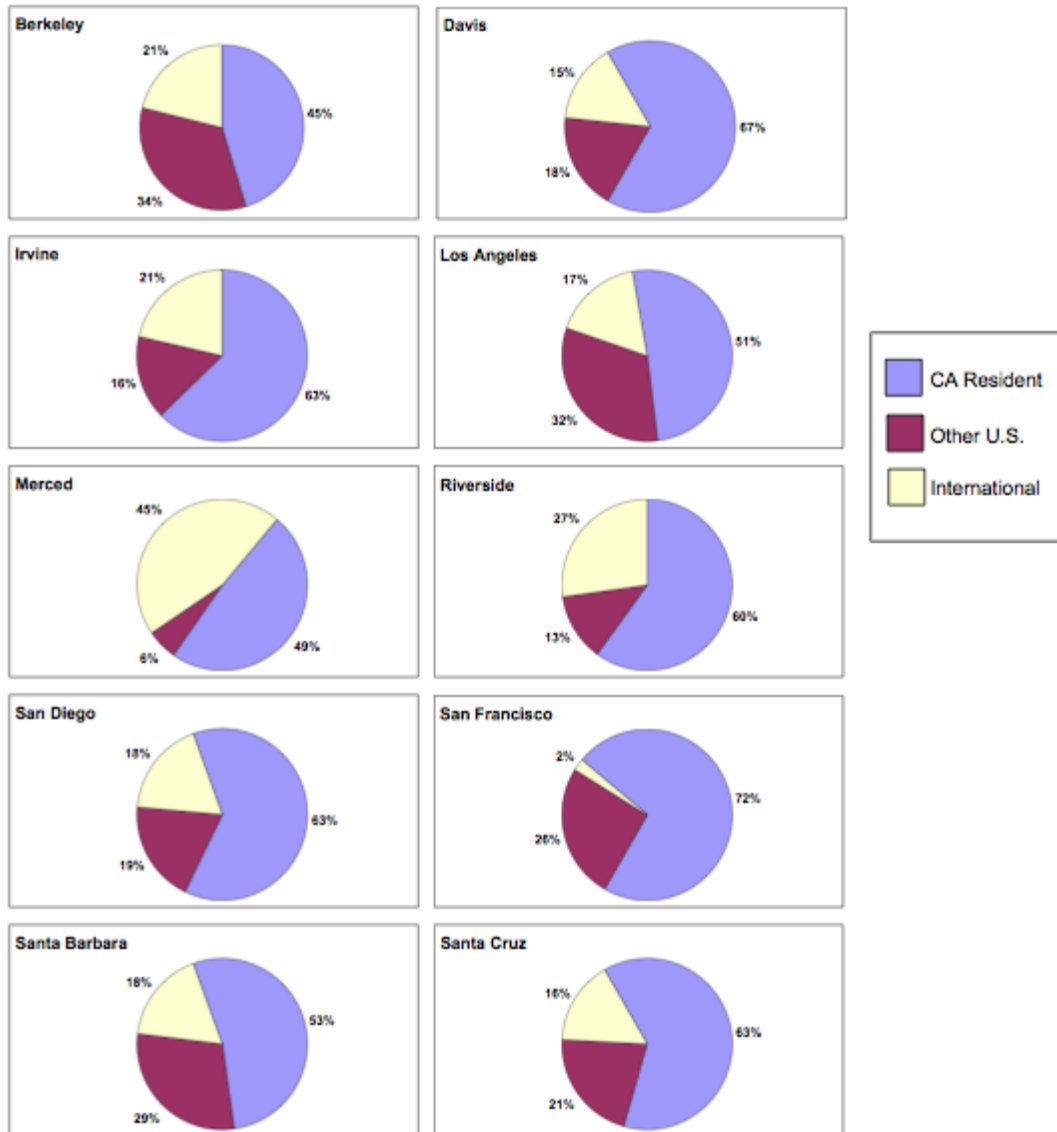 Berkeley
21%
45%
34%
Davis
15%
67%
18%
Irvine
21%
16%
63%
Los Angeles
17%
51%
32%
CA Resident
Other U.S.
International
Merced
45%
49%
6%
Riverside
27%
60%
13%
San Diego
18%
63%
19%
San Francisco
2%
72%
26%
Santa Barbara
18%
53%
29%
Santa Cruz
16%
63%
21%